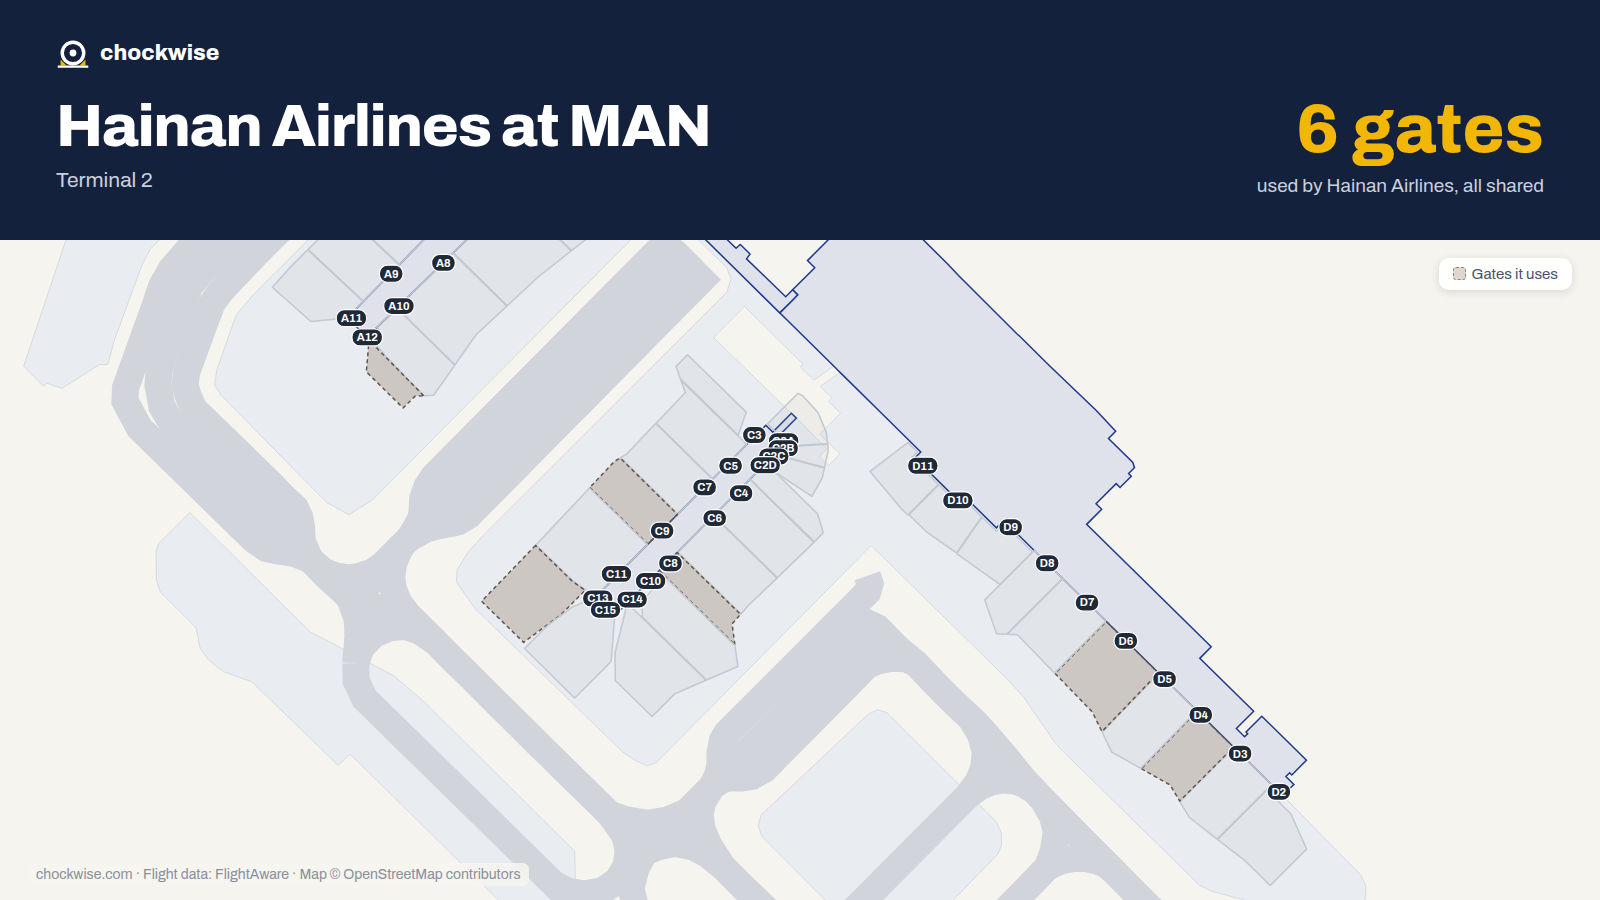 chockwise
Hainan Airlines at MAN
Terminal 2
6 gates
used by Hainan Airlines, all shared
Gates it uses
A8
A9
A10
A11
A12
C3
C2B
C2D
C5
C7
C4
C6
C9
C8
C11
C10
C13
C14
C15
D11
D10
D9
D8
D7
D6
D5
D4
D3
D2
chockwise.com · Flight data: FlightAware · Map © OpenStreetMap contributors